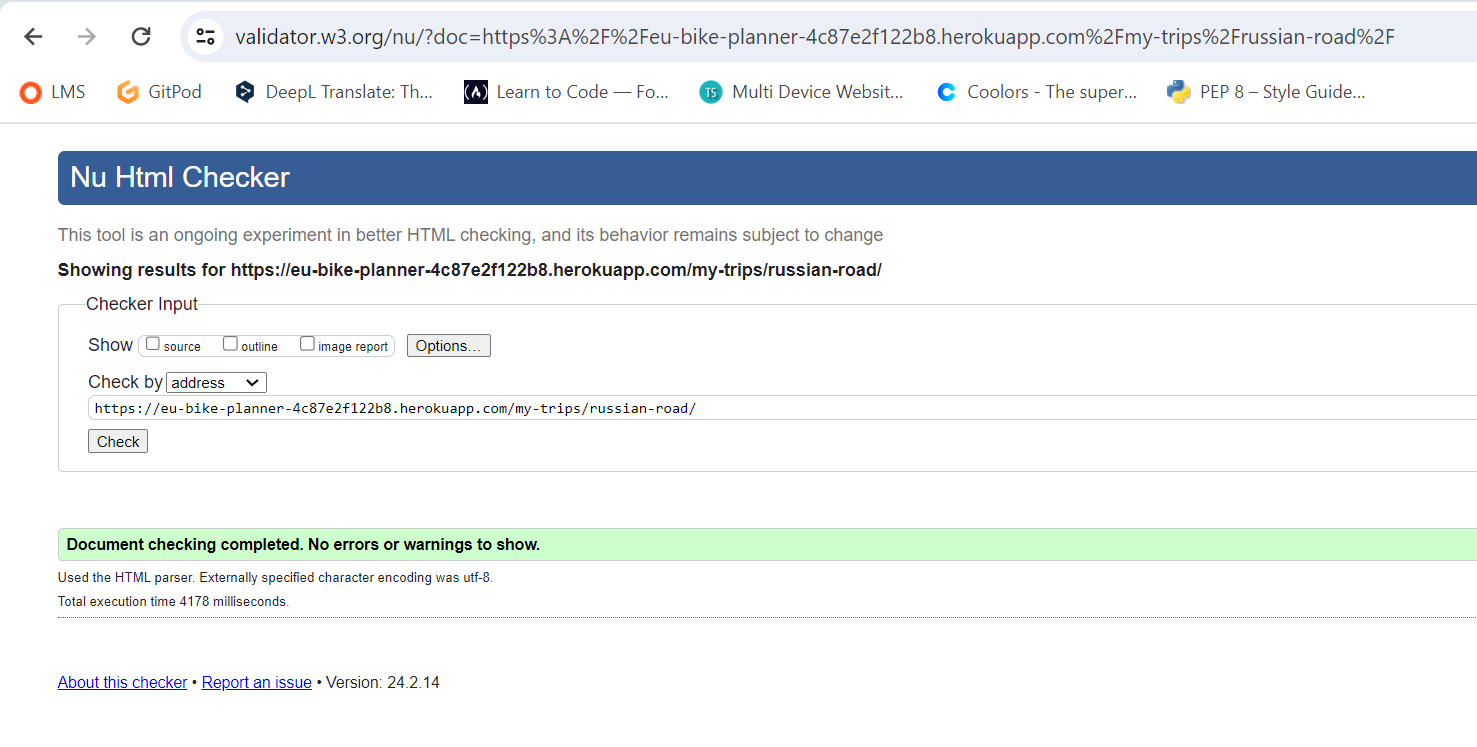 validator.w3.org/nu/?doc=https%3A%2F%2Feu-bike-planner-4c87e2f122b8.herokuapp.com%2Fmy-trips%2Frussian-road%2F
LMS GitPod DeepL Translate: Th... (A) Learn to Code — Fo... TS Multi Device Websit... Coolors - The super... PEP 8 – Style Guide...
Nu Html Checker
This tool is an ongoing experiment in better HTML checking, and its behavior remains subject to change
Showing results for https://eu-bike-planner-4c87e2f122b8.herokuapp.com/my-trips/russian-road/
Checker Input
Show source outline image report Options...
Check by address
https://eu-bike-planner-4c87e2f122b8.herokuapp.com/my-trips/russian-road/
Check
Document checking completed. No errors or warnings to show.
Used the HTML parser. Externally specified character encoding was utf-8.
Total execution time 4178 milliseconds.
About this checker • Report an issue • Version: 24.2.14